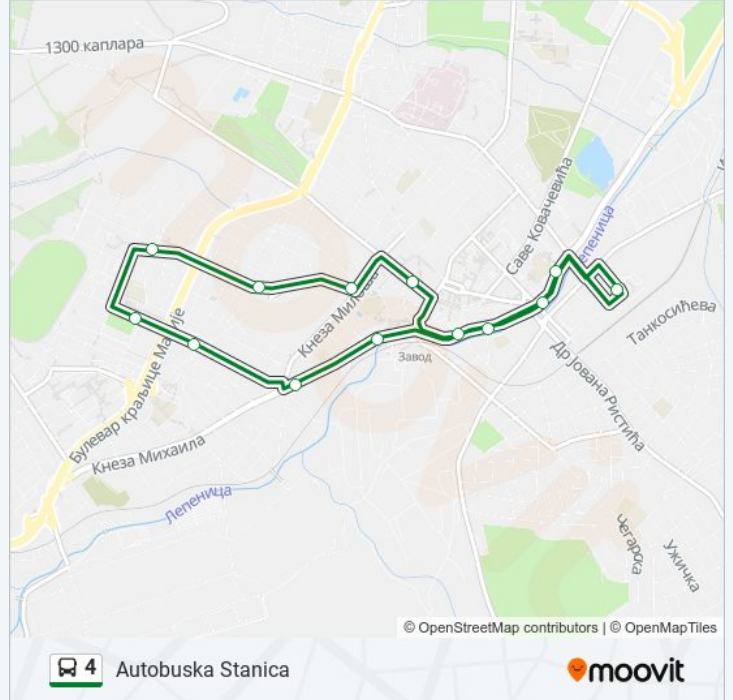 1300 каплара
Саве Ковачевића
епеница
Кнеза Милоша
Танкосићева
Завод
Др Јована Ристића
Булевар краљице Марије
Кнеза Михаила
Лепеница
Чегарска
Ужичка
© OpenStreetMap contributors | © OpenMapTiles
4 Autobuska Stanica
moovit